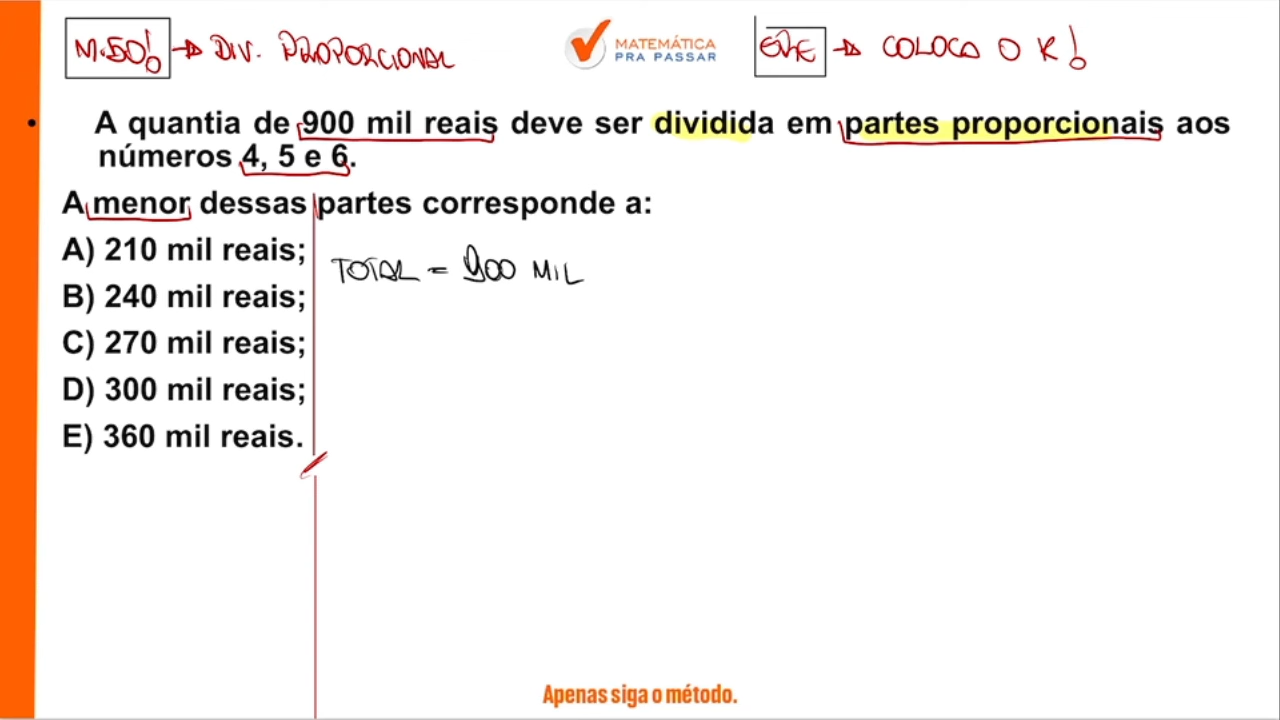 M.50! → DIV. PROPORCIONAL
MATEMÁTICA
PRA PASSAR
→ COLOCA O K!
• A quantia de 900 mil reais deve ser dividida em partes proporcionais aos
números 4, 5 e 6.
A menor dessas partes corresponde a:
A) 210 mil reais;
TOTAL = 900 MIL
B) 240 mil reais;
C) 270 mil reais;
D) 300 mil reais;
E) 360 mil reais.
Apenas siga o método.